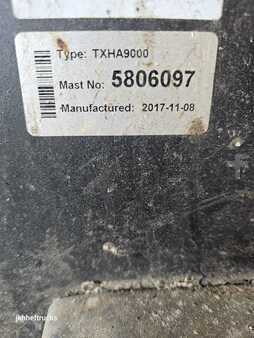 Type: TXHA9000
Mast No: 5806097
Manufactured: 2017-11-08
jkhheftrucks